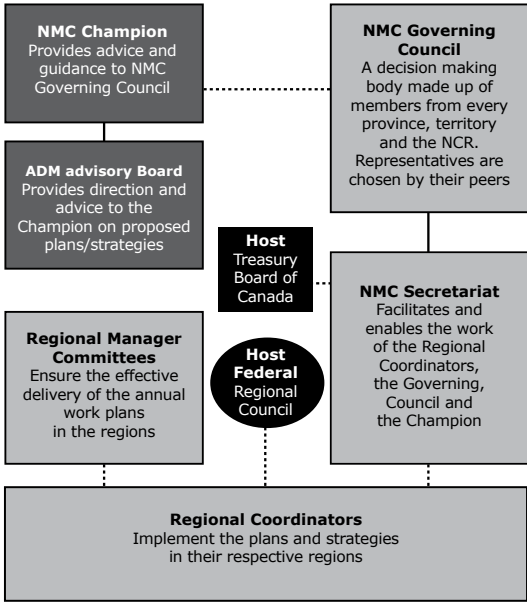 NMC Champion
Provides advice and
guidance to NMC
Governing Council
NMC Governing
Council
A decision making
body made up of
members from every
province, territory
and the NCR.
Representatives are
chosen by their peers
ADM advisory Board
Provides direction and
advice to the
Champion on proposed
plans/strategies
Host
Treasury
Board of
Canada
NMC Secretariat
Facilitates and
enables the work
of the Regional
Coordinators,
the Governing,
Council and
the Champion
Regional Manager
Committees
Ensure the effective
delivery of the annual
work plans
in the regions
Host
Federal
Regional
Council
Regional Coordinators
Implement the plans and strategies
in their respective regions